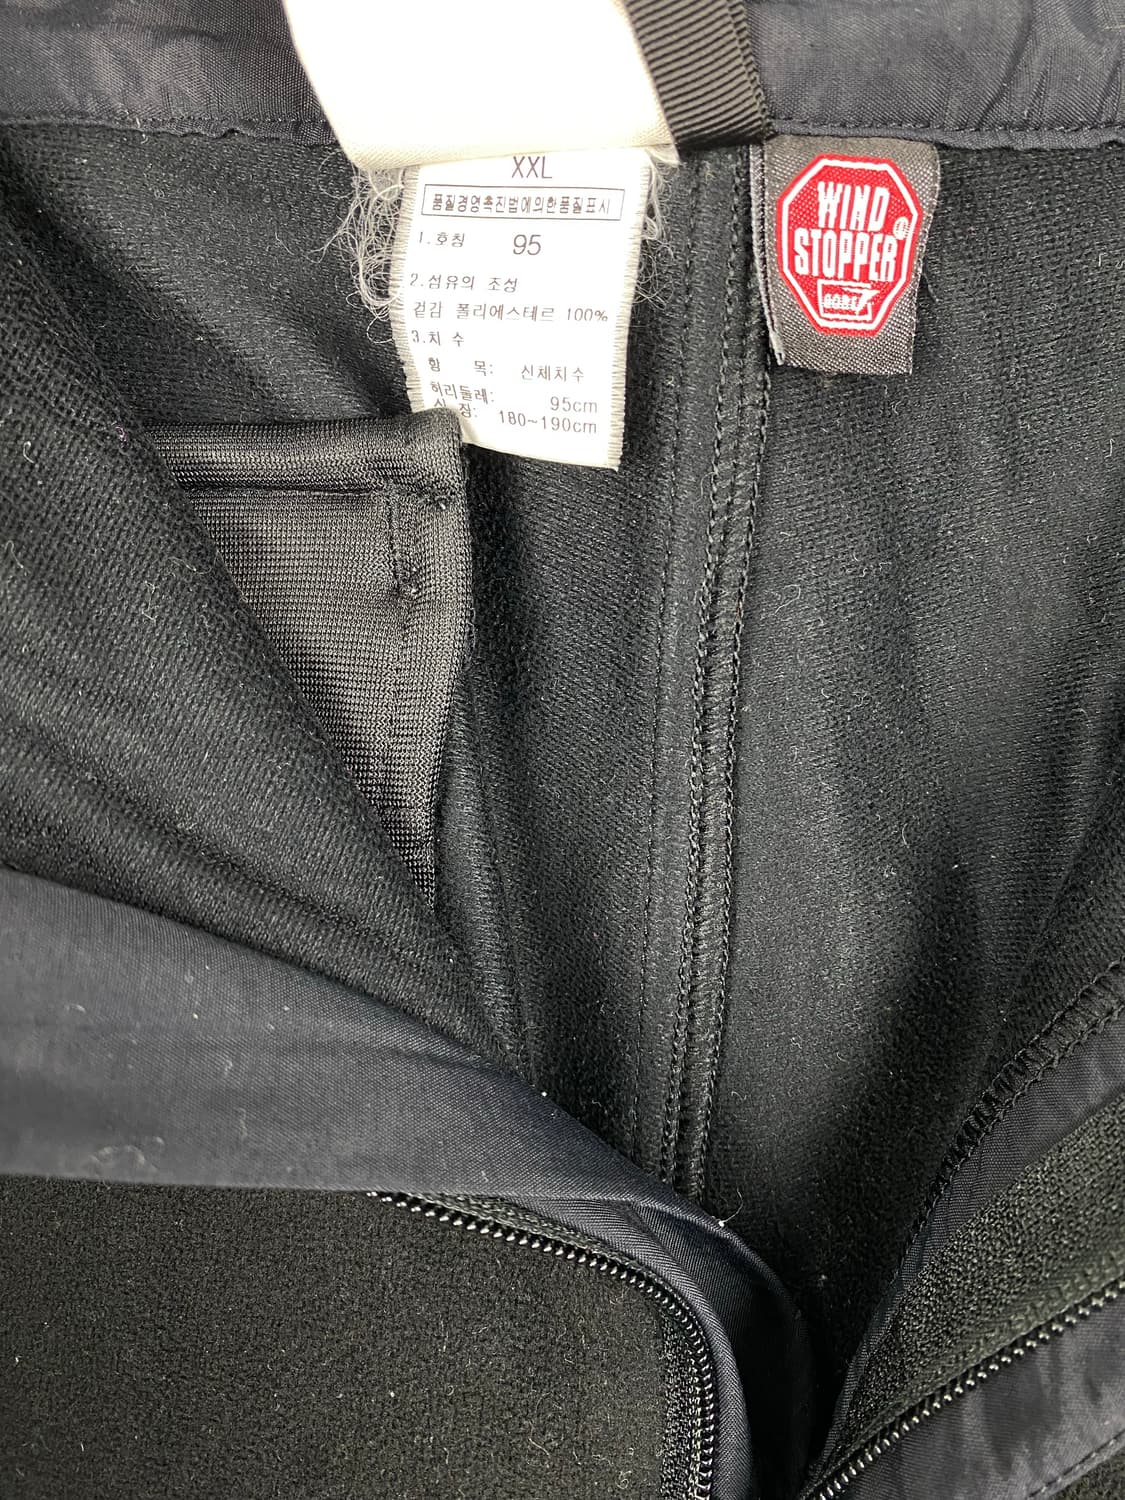 XXL
품질경영촉진법에의한품질표시
1.호칭 95
2.섬유의 조성
겉감 폴리에스테르 100%
3.치 수
항 목: 신체치수
허리둘레: 95cm
신 장: 180~190cm
WIND
STOPPER®
GORE